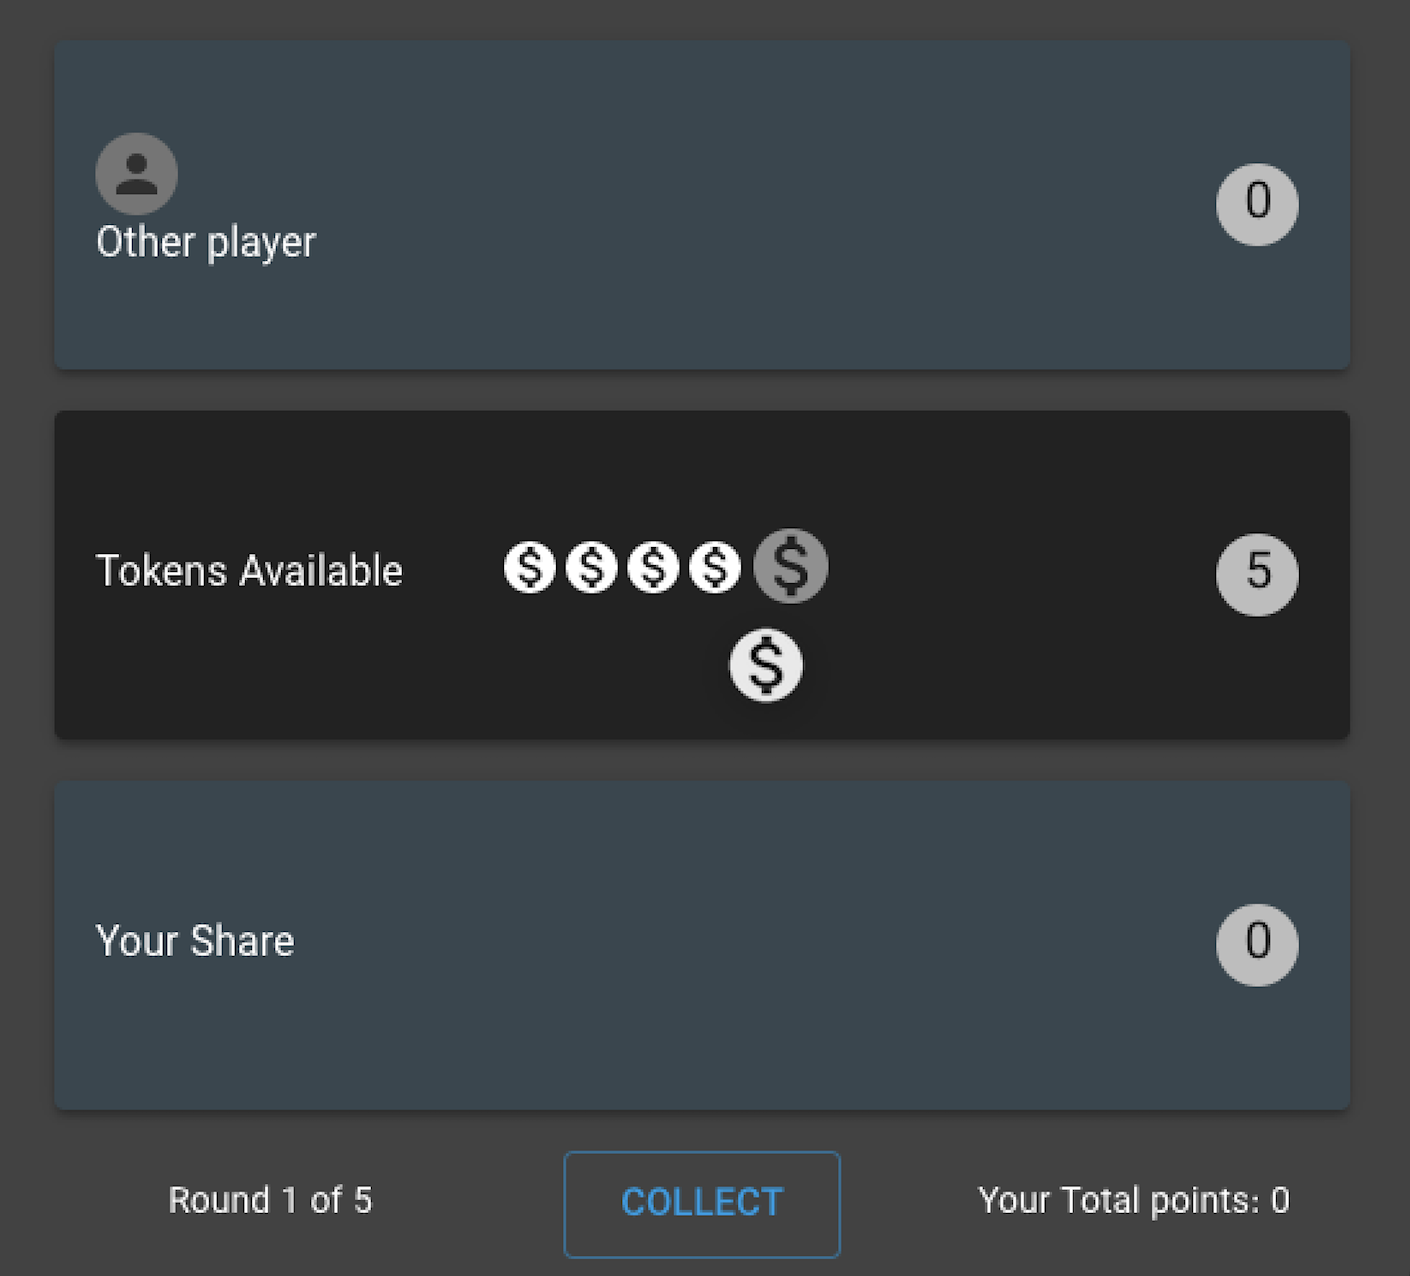 0
Other player
Tokens Available $ $ $ $ $ 5
$
Your Share 0
Round 1 of 5 COLLECT Your Total points: 0